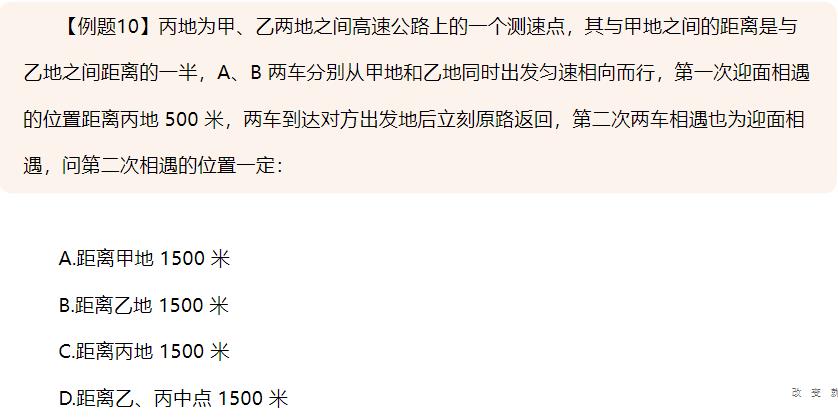 【例题10】丙地为甲、乙两地之间高速公路上的一个测速点，其与甲地之间的距离是与
乙地之间距离的一半，A、B 两车分别从甲地和乙地同时出发匀速相向而行，第一次迎面相遇
的位置距离丙地 500 米，两车到达对方出发地后立刻原路返回，第二次两车相遇也为迎面相
遇，问第二次相遇的位置一定：
A.距离甲地 1500 米
B.距离乙地 1500 米
C.距离丙地 1500 米
D.距离乙、丙中点 1500 米
改 变